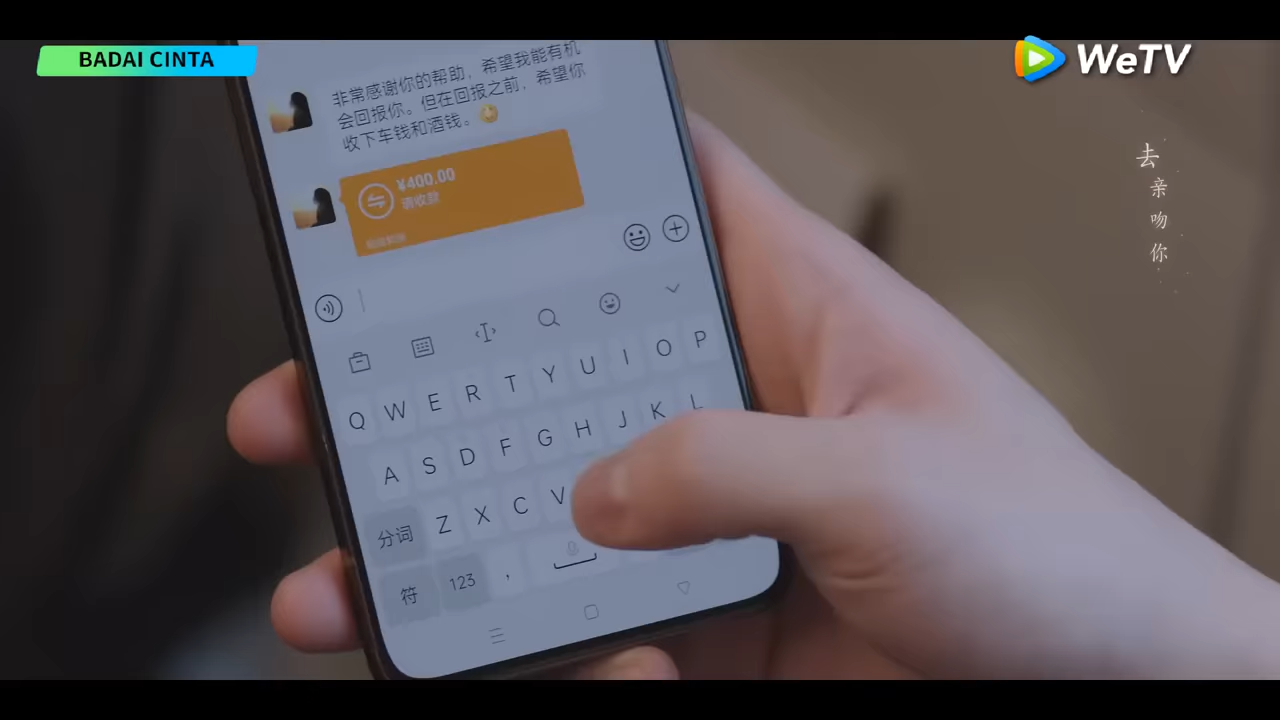 BADAI CINTA
WeTV
去
亲
吻
你
非常感谢你的帮助，希望我能有机
会回报你。但在回报之前，希望你
收下车钱和酒钱。
¥400.00
请收款
Q W E R T Y U I O P
A S D F G H J K L
分词 Z X C V
符 123 ，